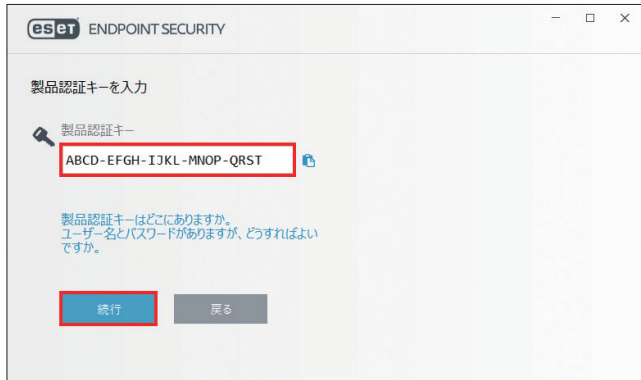 eset ENDPOINT SECURITY
製品認証キーを入力
製品認証キー
ABCD-EFGH-IJKL-MNOP-QRST
製品認証キーはどこにありますか。
ユーザー名とパスワードがありますが、どうすればよい
ですか。
続行 戻る